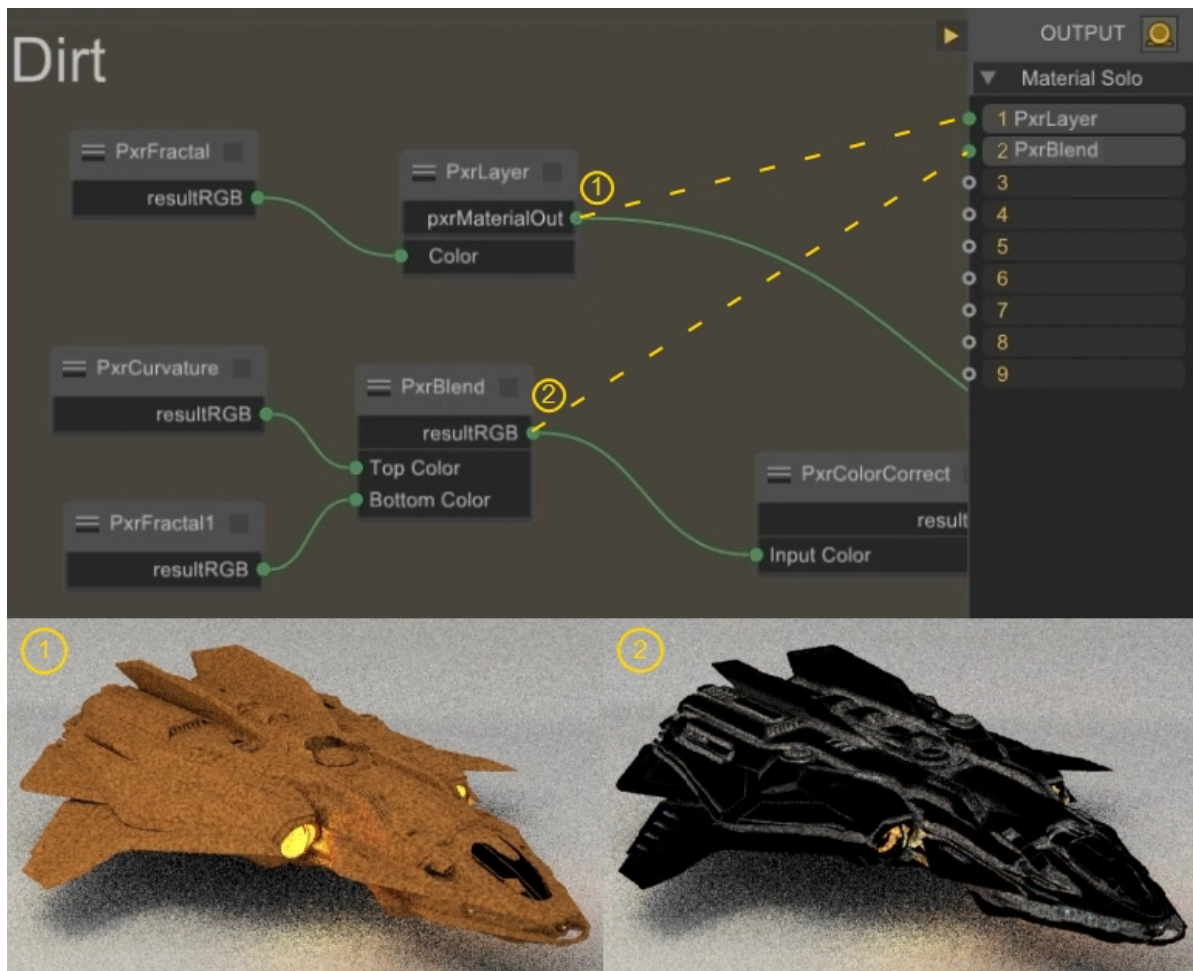 Dirt
OUTPUT
Material Solo
1 PxrLayer
2 PxrBlend
3
4
5
6
7
8
9
PxrFractal
resultRGB
PxrLayer
pxrMaterialOut
Color
1
PxrCurvature
resultRGB
PxrBlend
resultRGB
Top Color
Bottom Color
2
PxrFractal1
resultRGB
PxrColorCorrect
result
Input Color
1
2